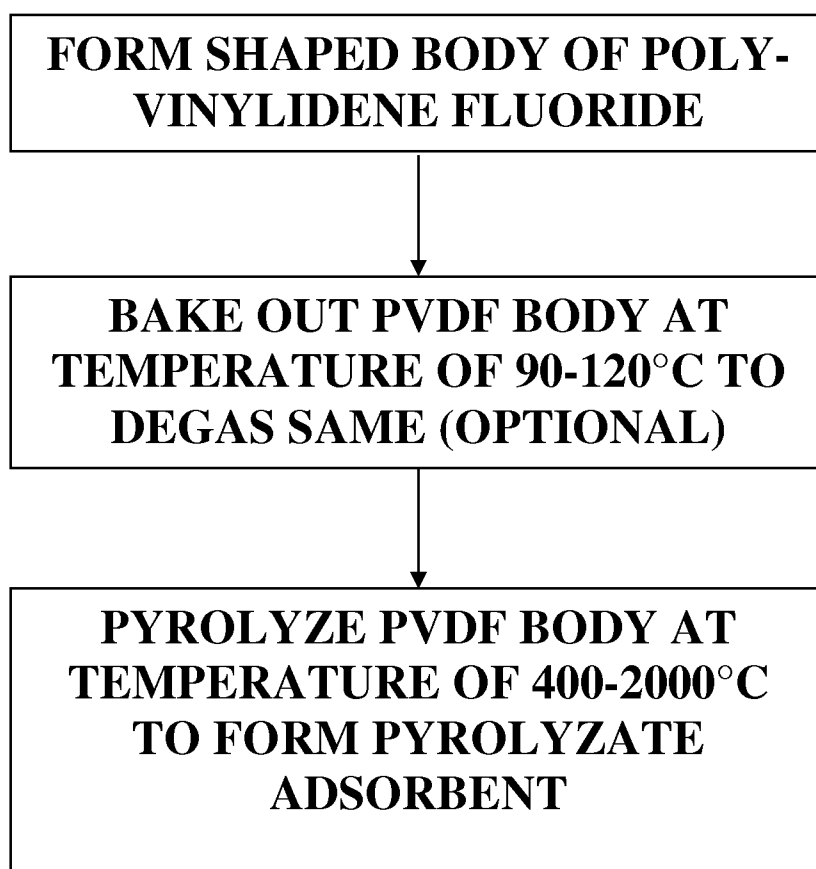 FORM SHAPED BODY OF POLY-
VINYLIDENE FLUORIDE
BAKE OUT PVDF BODY AT
TEMPERATURE OF 90-120°C TO
DEGAS SAME (OPTIONAL)
PYROLYZE PVDF BODY AT
TEMPERATURE OF 400-2000°C
TO FORM PYROLYZATE
ADSORBENT